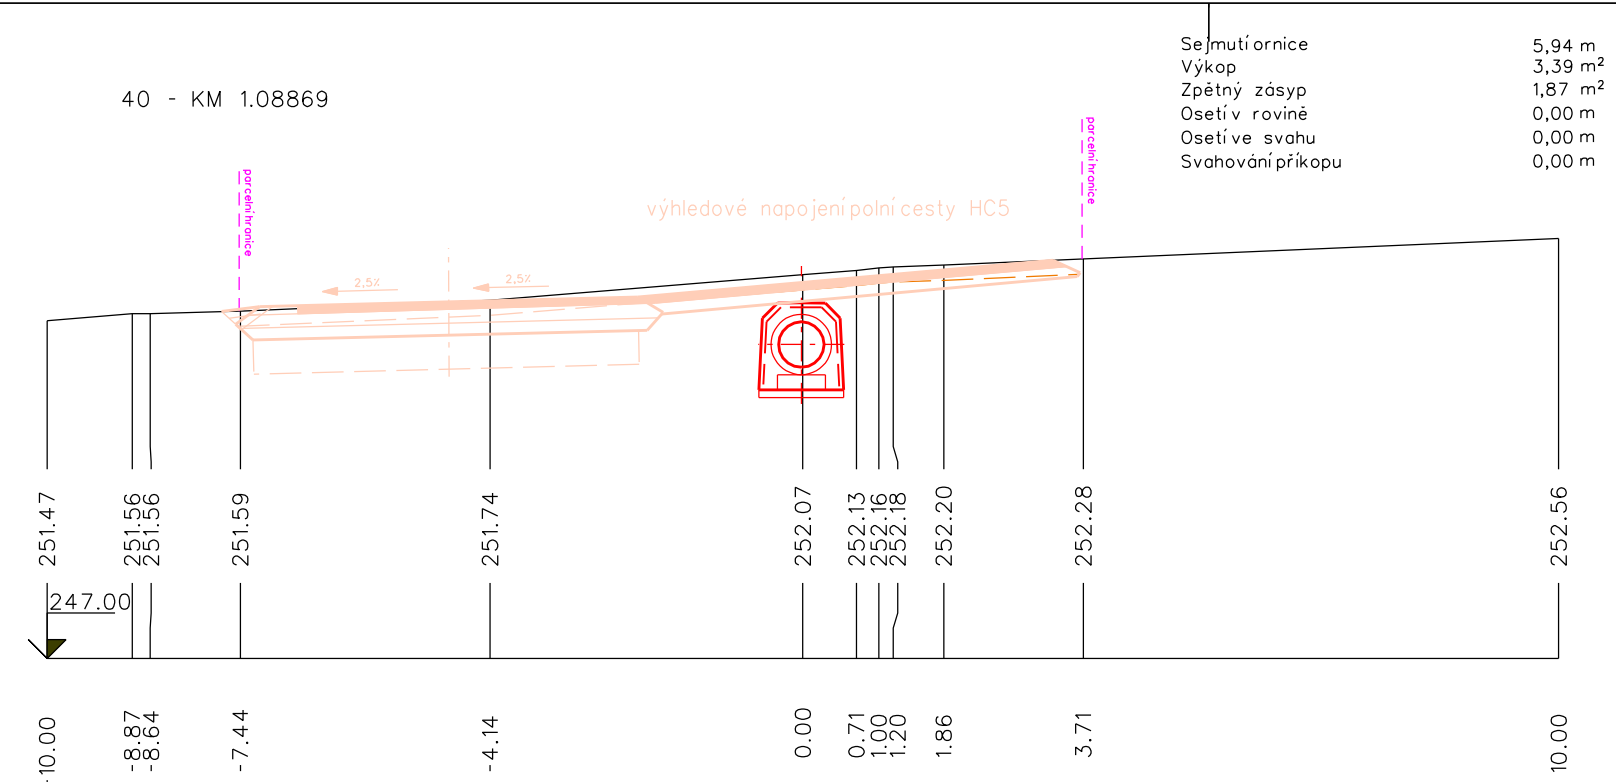 Sejmutí ornice 5,94 m
Výkop 3,39 m²
Zpětný zásyp 1,87 m²
Osetí v rovině 0,00 m
Osetí ve svahu 0,00 m
Svahování příkopu 0,00 m
40 - KM 1.08869
parcelní hranice
parcelní hranice
výhledové napojení polní cesty HC5
2,5%
2,5%
251.47
251.56
251.56
251.59
251.74
252.07
252.13
252.16
252.18
252.20
252.28
252.56
247.00
-10.00
-8.87
-8.64
-7.44
-4.14
0.00
0.71
1.00
1.20
1.86
3.71
10.00